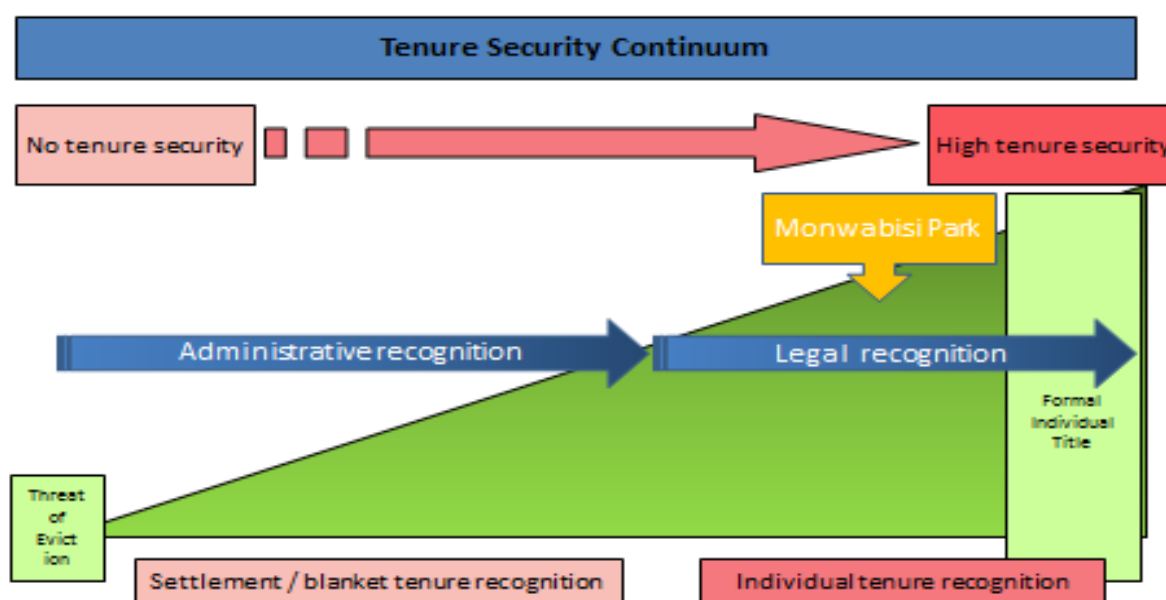 Tenure Security Continuum
No tenure security
High tenure security
Monwabisi Park
Administrative recognition
Legal recognition
Formal
Individual
Title
Threat
of
Evict
ion
Settlement / blanket tenure recognition
Individual tenure recognition